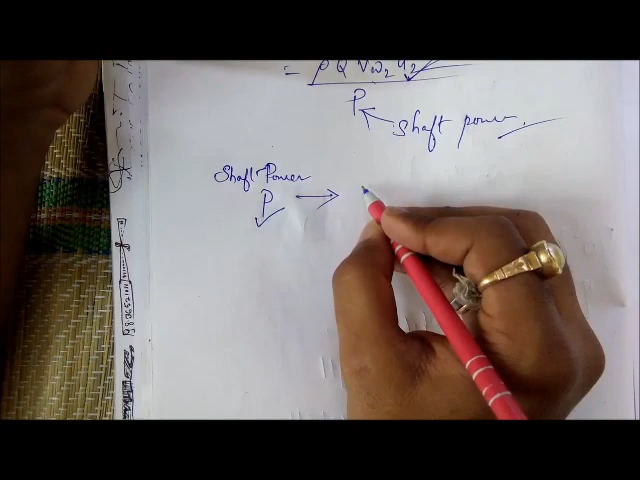 = ρ Q Vw2 u2
P
Shaft power.
Shaft Power
P →